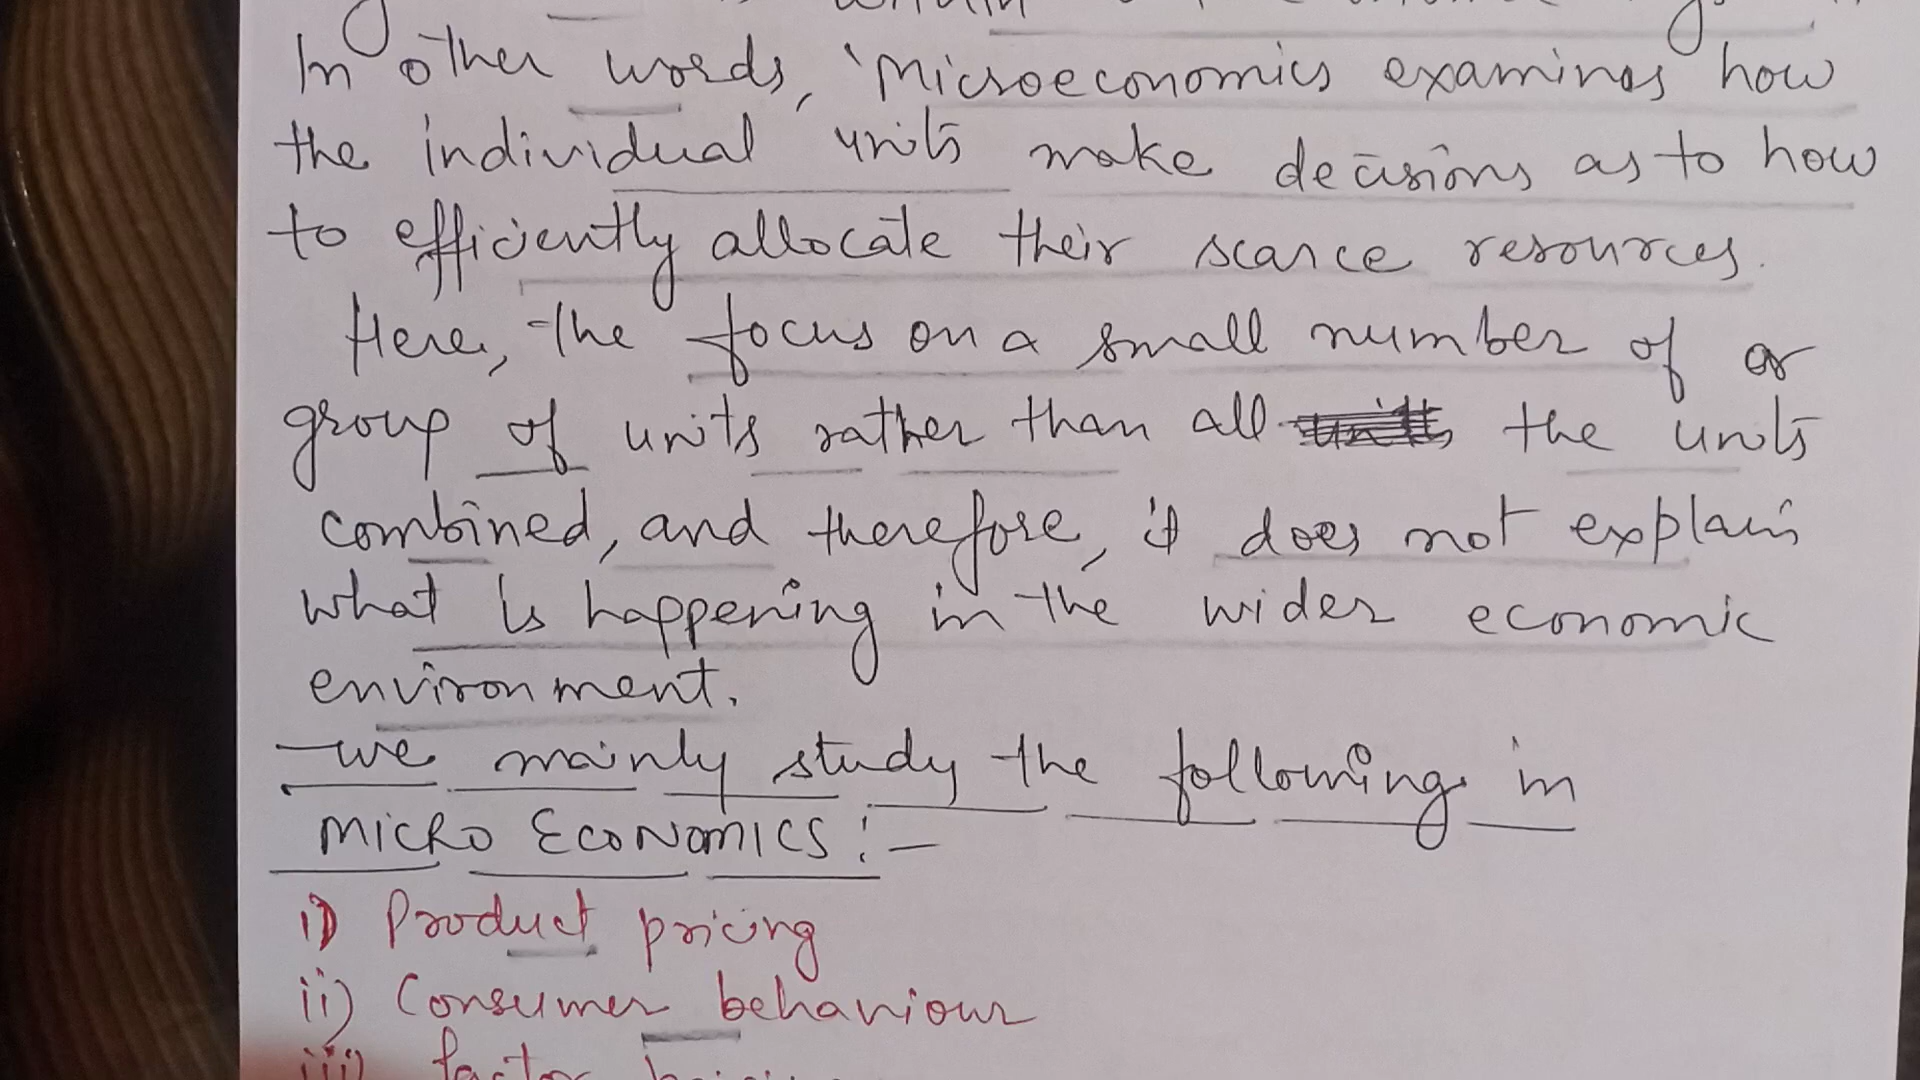 In other words, 'Microeconomics examines how
the individual units make decisions as to how
to efficiently allocate their scarce resources.
Here, the focus on a small number of or
group of units rather than all the units
combined, and therefore, it does not explain
what is happening in the wider economic
environment.
we mainly study the following in
MICRO ECONOMICS :-
i) Product pricing
ii) Consumer behaviour
iii) factor